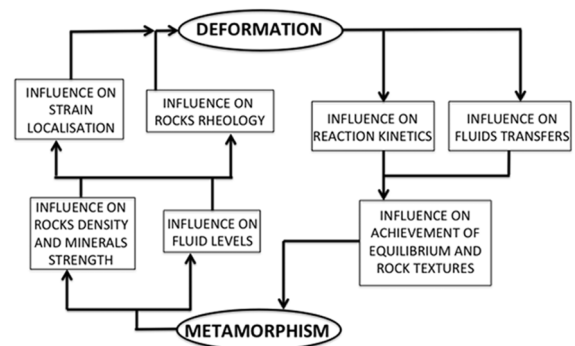 DEFORMATION
INFLUENCE ON
STRAIN
LOCALISATION
INFLUENCE ON
ROCKS RHEOLOGY
INFLUENCE ON
REACTION KINETICS
INFLUENCE ON
FLUIDS TRANSFERS
INFLUENCE ON
ROCKS DENSITY
AND MINERALS
STRENGTH
INFLUENCE ON
FLUID LEVELS
INFLUENCE ON
ACHIEVEMENT OF
EQUILIBRIUM AND
ROCK TEXTURES
METAMORPHISM